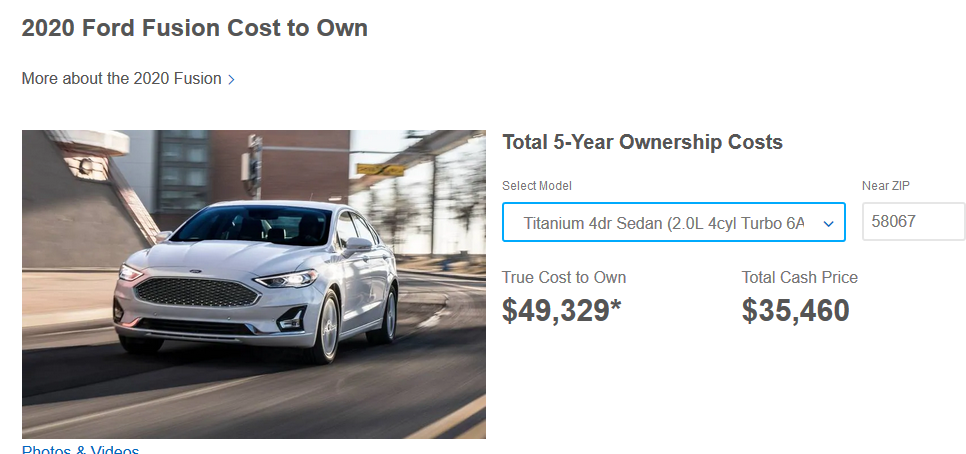 2020 Ford Fusion Cost to Own
More about the 2020 Fusion >
Total 5-Year Ownership Costs
Select Model
Near ZIP
Titanium 4dr Sedan (2.0L 4cyl Turbo 6A
58067
True Cost to Own
Total Cash Price
$49,329*
$35,460
Photos & Videos